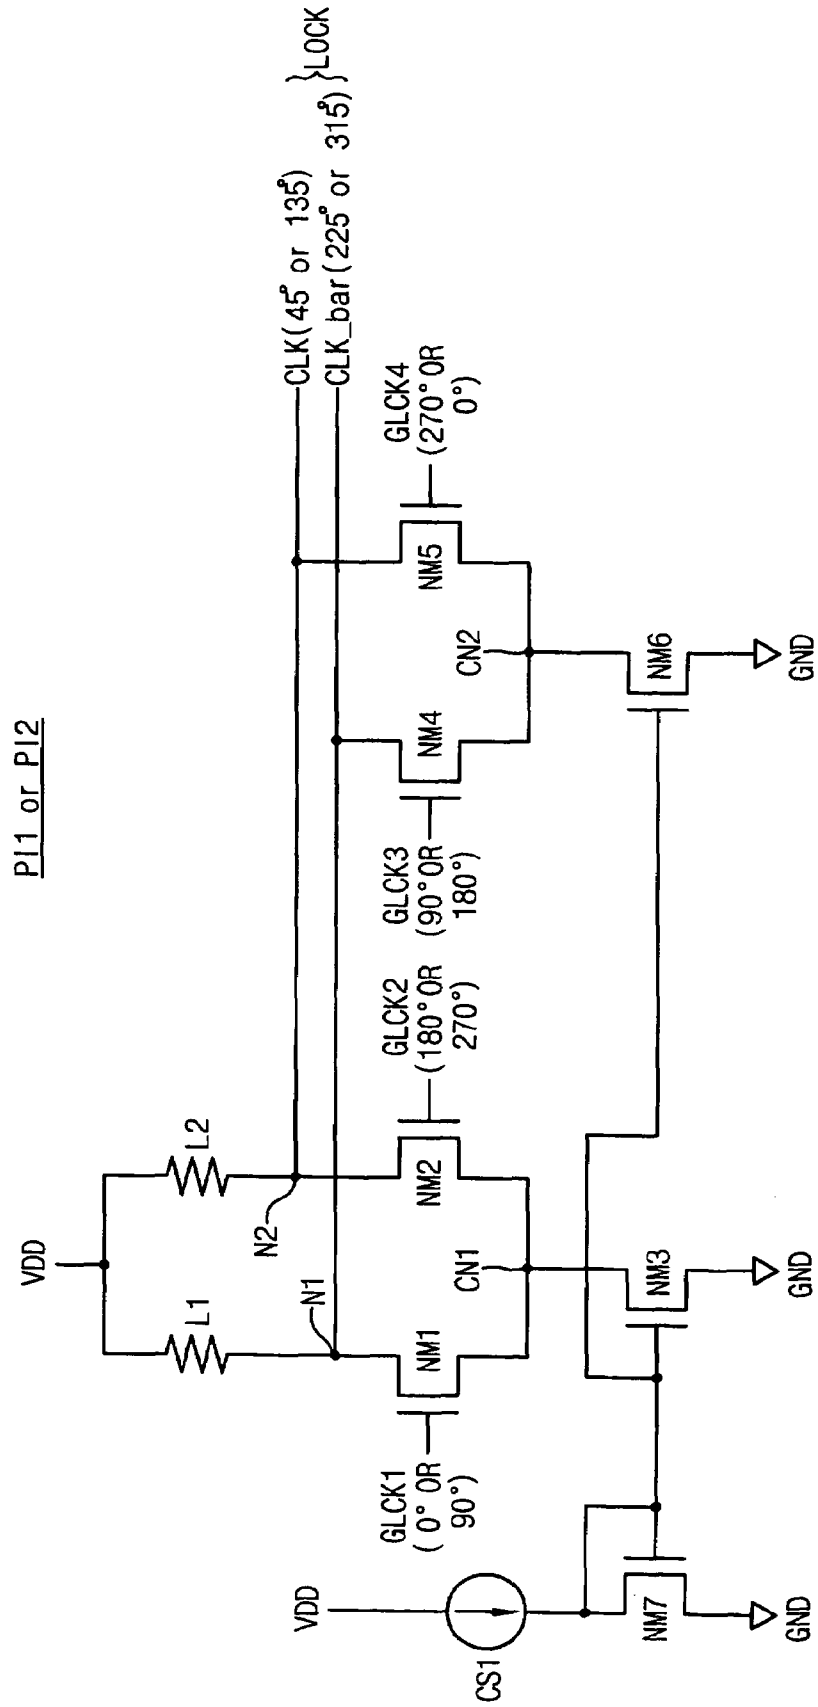 PI1 or PI2
VDD
L1
L2
N1
N2
CLK(45° or 135°)
CLK_bar(225° or 315°)
}LOCK
GLCK1
( 0° OR
90°)
NM1
NM2
GLCK2
(180° OR
270°)
GLCK3
(90° OR
180°)
NM4
NM5
GLCK4
(270° OR
0°)
CN1
CN2
VDD
CS1
NM7
NM3
NM6
GND
GND
GND